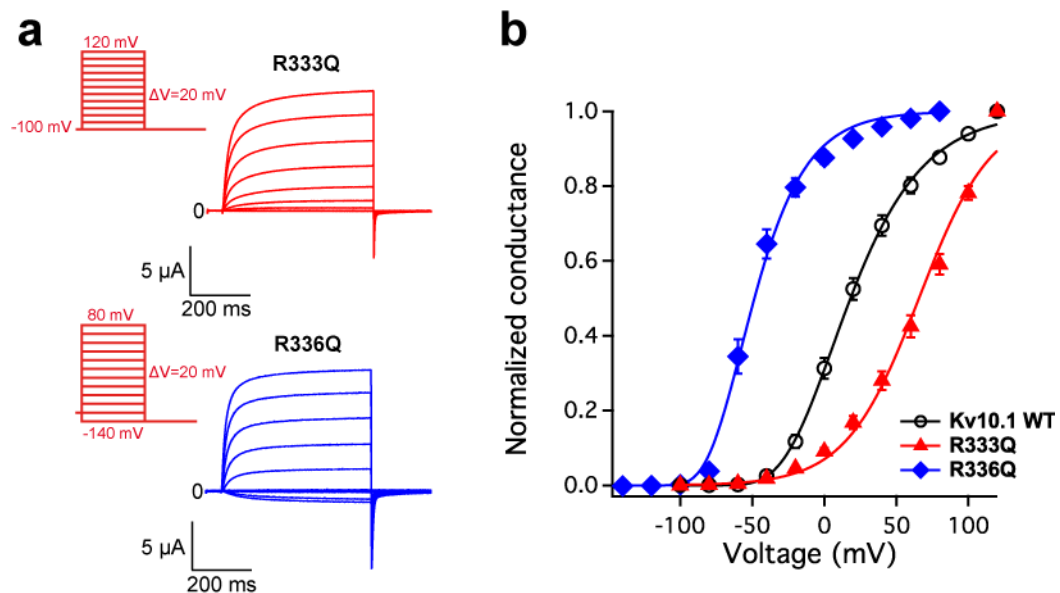 a
120 mV
R333Q
ΔV=20 mV
-100 mV
0
5 µA
200 ms
80 mV
R336Q
ΔV=20 mV
-140 mV
0
5 µA
200 ms
b
Normalized conductance
1.0
0.8
0.6
0.4
0.2
0.0
Kv10.1 WT
R333Q
R336Q
-100 -50 0 50 100
Voltage (mV)